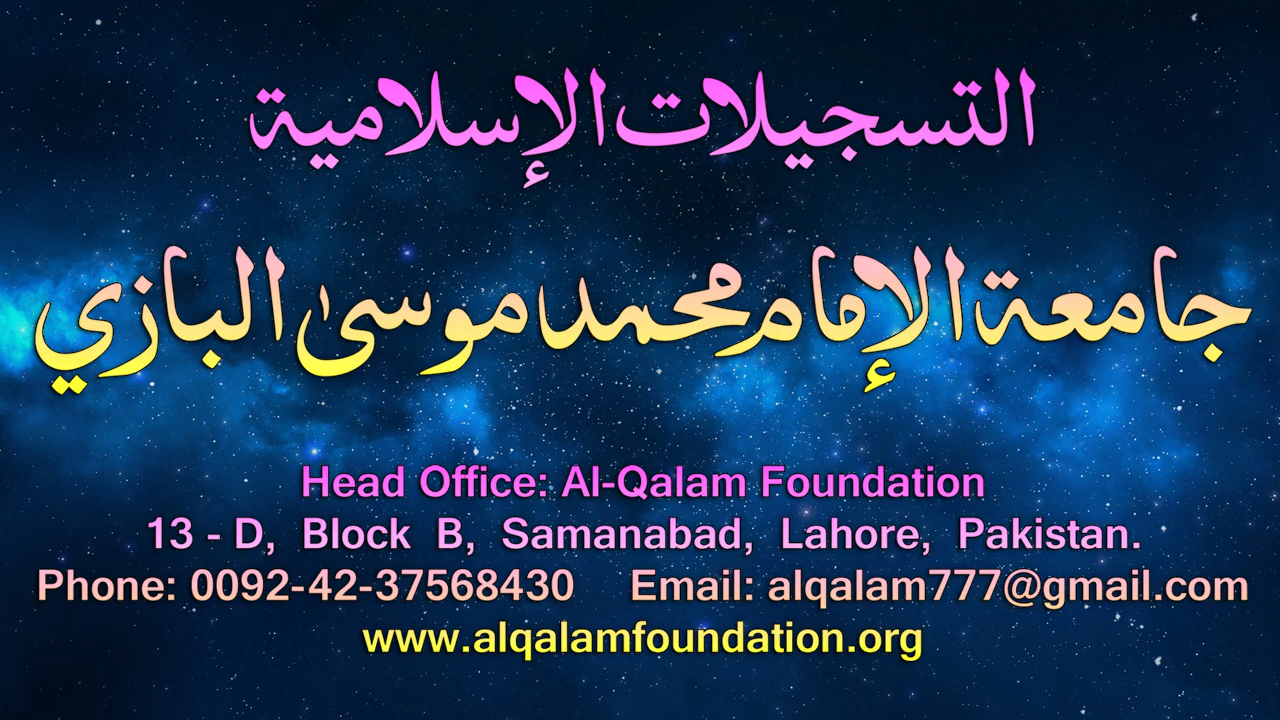 التسجيلات الإسلامية
جامعة الإمام محمد موسىٰ البازي
Head Office: Al-Qalam Foundation
13 - D, Block B, Samanabad, Lahore, Pakistan.
Phone: 0092-42-37568430 Email: alqalam777@gmail.com
www.alqalamfoundation.org